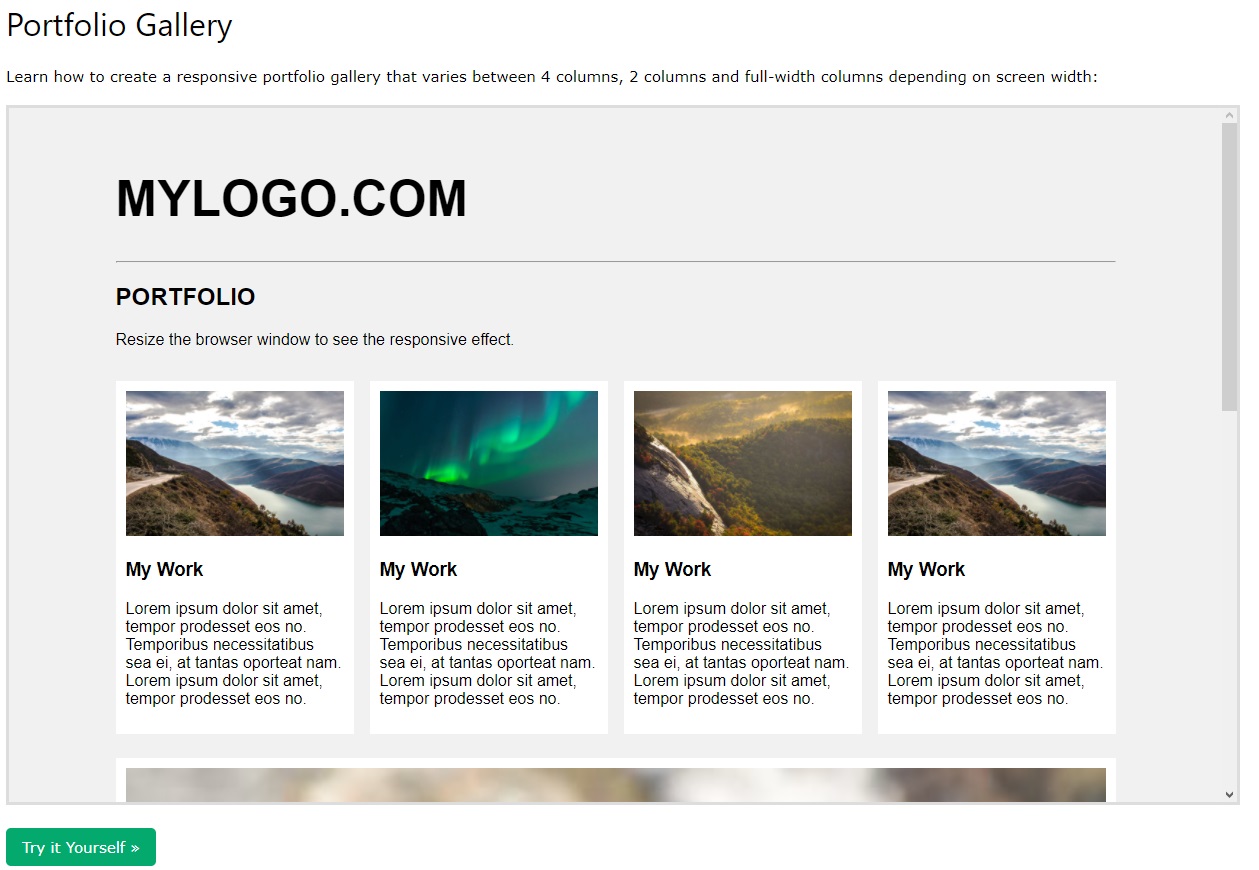 Portfolio Gallery
Learn how to create a responsive portfolio gallery that varies between 4 columns, 2 columns and full-width columns depending on screen width:
MYLOGO.COM
PORTFOLIO
Resize the browser window to see the responsive effect.
My Work
Lorem ipsum dolor sit amet,
tempor prodesset eos no.
Temporibus necessitatibus
sea ei, at tantas oporteat nam.
Lorem ipsum dolor sit amet,
tempor prodesset eos no.
My Work
Lorem ipsum dolor sit amet,
tempor prodesset eos no.
Temporibus necessitatibus
sea ei, at tantas oporteat nam.
Lorem ipsum dolor sit amet,
tempor prodesset eos no.
My Work
Lorem ipsum dolor sit amet,
tempor prodesset eos no.
Temporibus necessitatibus
sea ei, at tantas oporteat nam.
Lorem ipsum dolor sit amet,
tempor prodesset eos no.
My Work
Lorem ipsum dolor sit amet,
tempor prodesset eos no.
Temporibus necessitatibus
sea ei, at tantas oporteat nam.
Lorem ipsum dolor sit amet,
tempor prodesset eos no.
Try it Yourself »